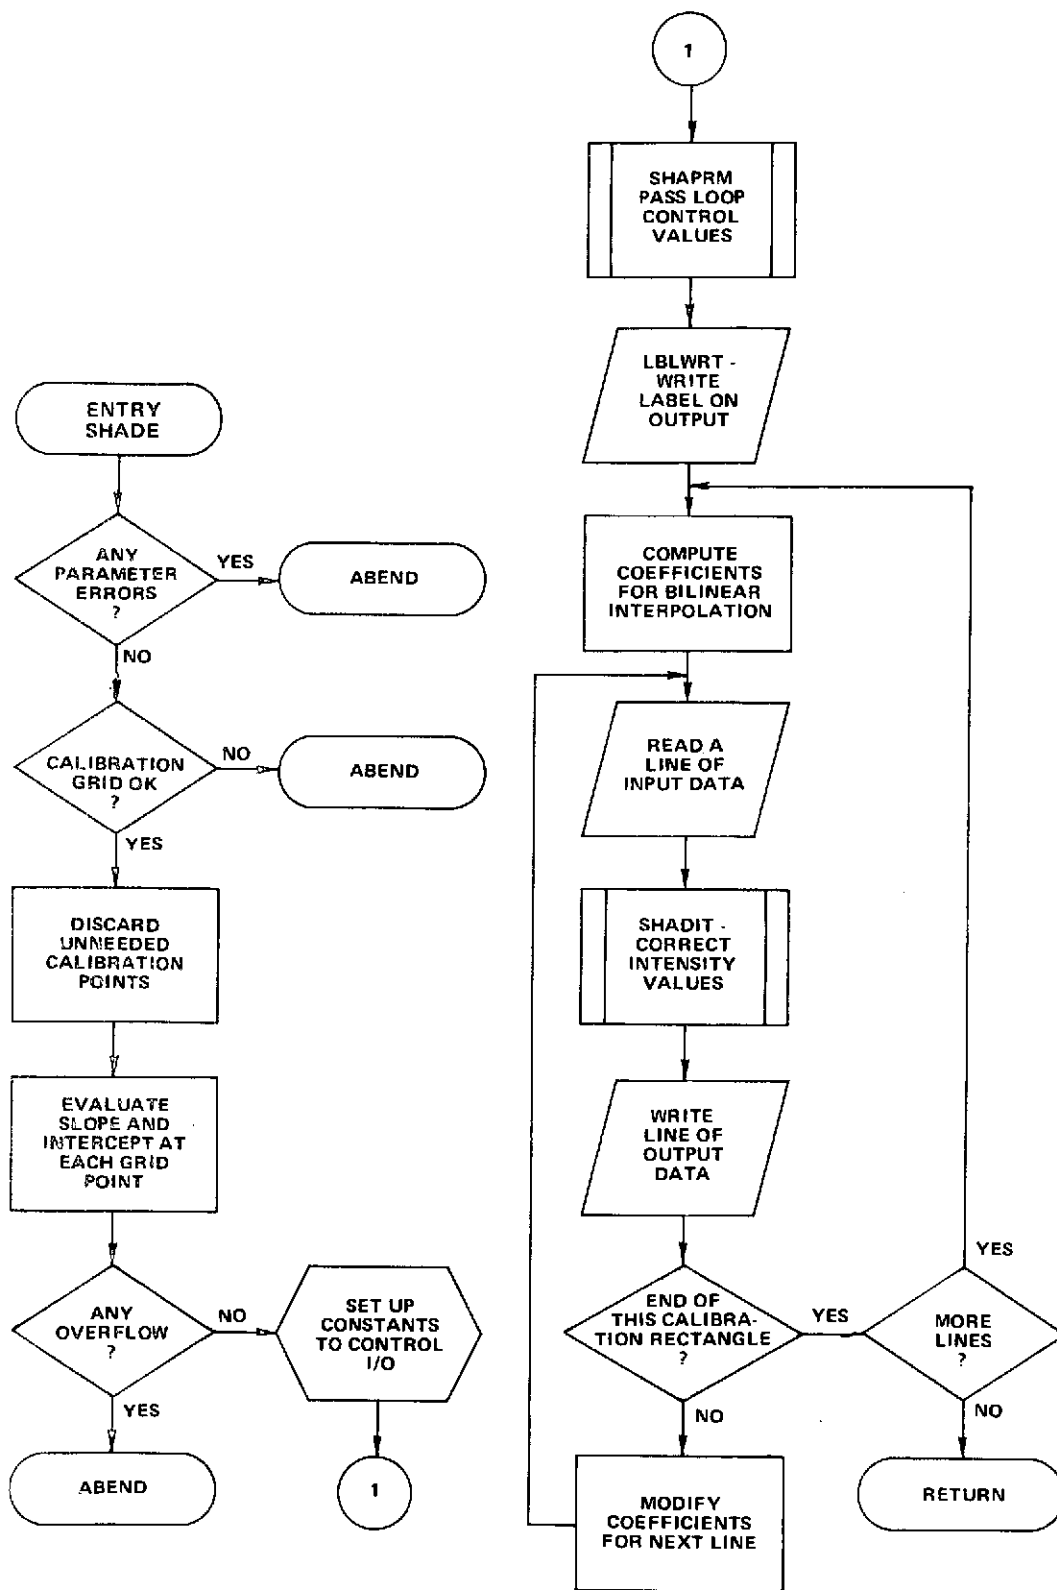 ENTRY
SHADE
ANY
PARAMETER
ERRORS
?
YES
ABEND
NO
CALIBRATION
GRID OK
?
NO
ABEND
YES
DISCARD
UNNEEDED
CALIBRATION
POINTS
EVALUATE
SLOPE AND
INTERCEPT AT
EACH GRID
POINT
ANY
OVERFLOW
?
NO
SET UP
CONSTANTS
TO CONTROL
I/O
YES
ABEND
1
1
SHAPRM
PASS LOOP
CONTROL
VALUES
LBLWRT -
WRITE
LABEL ON
OUTPUT
COMPUTE
COEFFICIENTS
FOR BILINEAR
INTERPOLATION
READ A
LINE OF
INPUT DATA
SHADIT -
CORRECT
INTENSITY
VALUES
WRITE
LINE OF
OUTPUT
DATA
END OF
THIS CALIBRA-
TION RECTANGLE
?
YES
MORE
LINES
?
YES
NO
NO
MODIFY
COEFFICIENTS
FOR NEXT LINE
RETURN